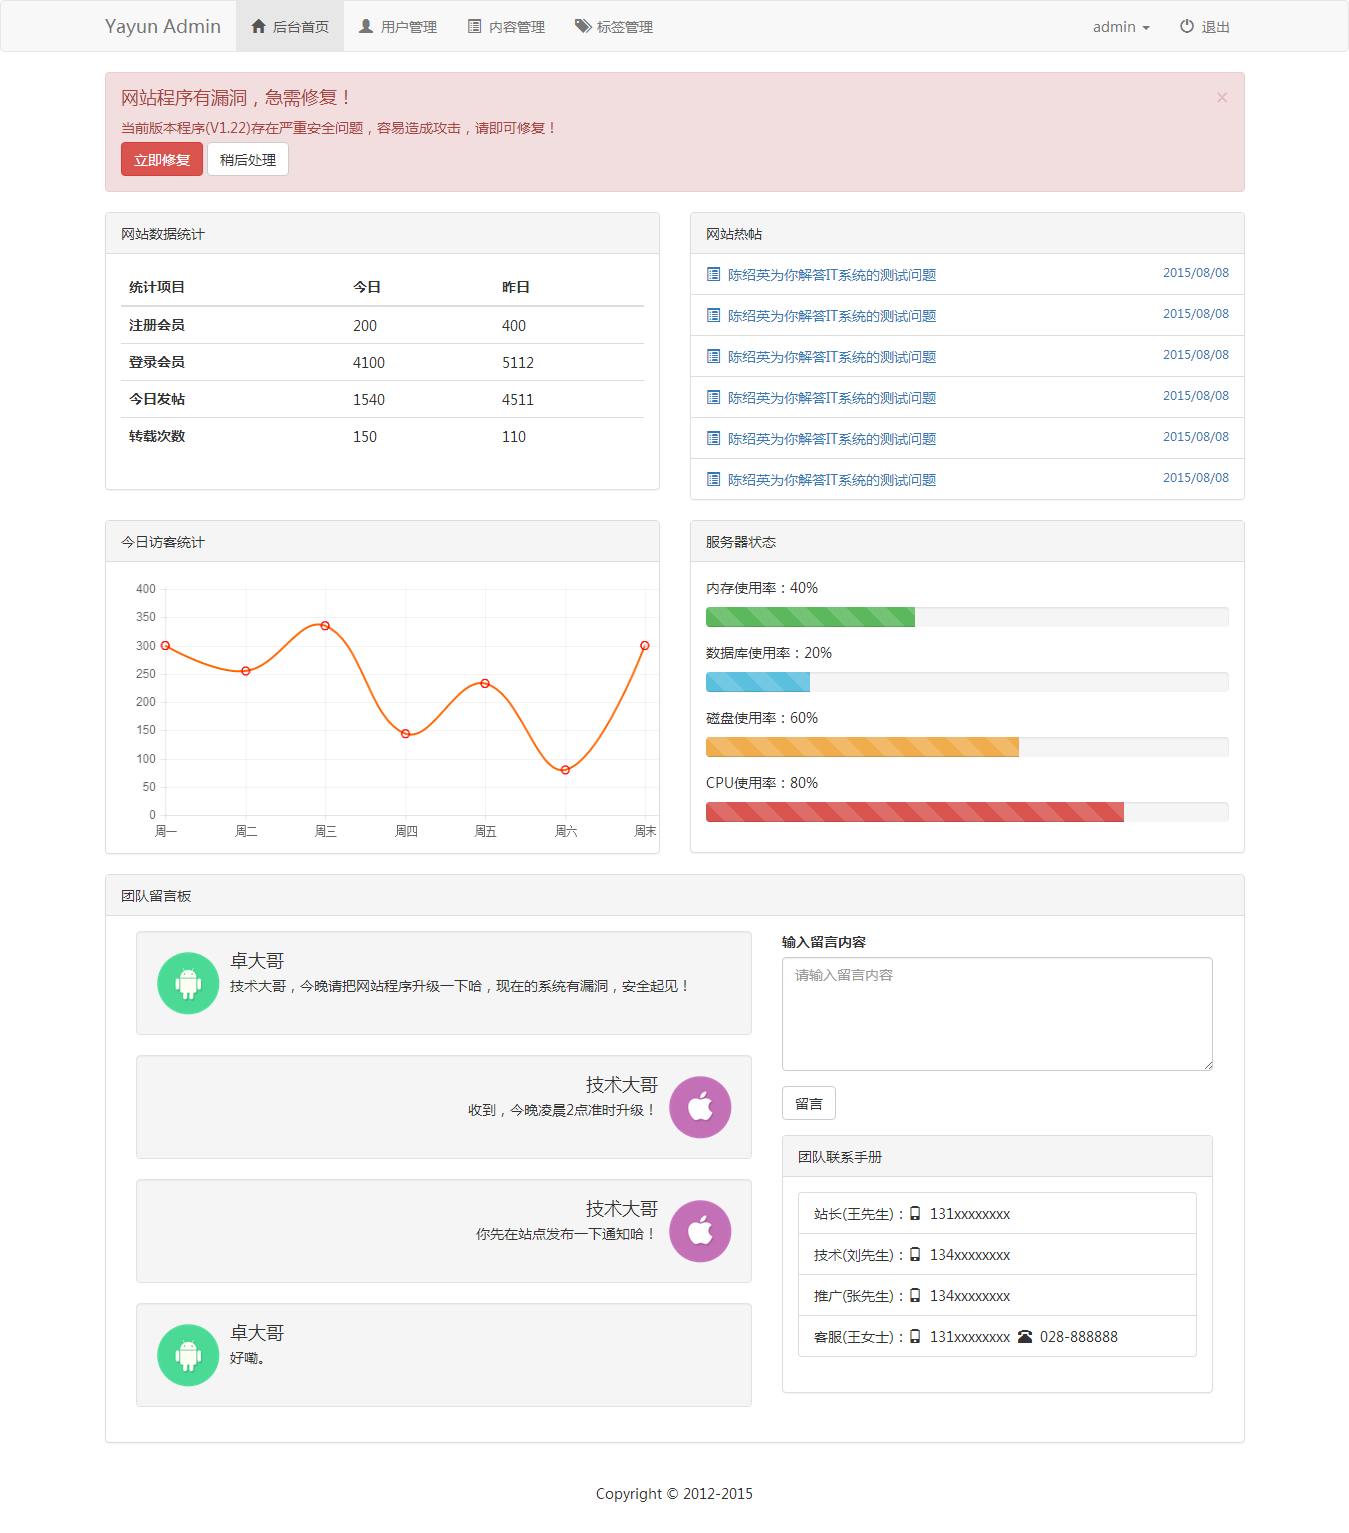 Yayun Admin 后台首页 用户管理 内容管理 标签管理 admin 退出
网站程序有漏洞，急需修复！ ×
当前版本程序(V1.22)存在严重安全问题，容易造成攻击，请即可修复！
立即修复 稍后处理
网站数据统计
统计项目 今日 昨日
注册会员 200 400
登录会员 4100 5112
今日发帖 1540 4511
转载次数 150 110
网站热帖
陈绍英为你解答IT系统的测试问题 2015/08/08
陈绍英为你解答IT系统的测试问题 2015/08/08
陈绍英为你解答IT系统的测试问题 2015/08/08
陈绍英为你解答IT系统的测试问题 2015/08/08
陈绍英为你解答IT系统的测试问题 2015/08/08
陈绍英为你解答IT系统的测试问题 2015/08/08
今日访客统计
400
350
300
250
200
150
100
50
0
周一 周二 周三 周四 周五 周六 周末
服务器状态
内存使用率：40%
数据库使用率：20%
磁盘使用率：60%
CPU使用率：80%
团队留言板
卓大哥
技术大哥，今晚请把网站程序升级一下哈，现在的系统有漏洞，安全起见！
技术大哥
收到，今晚凌晨2点准时升级！
技术大哥
你先在站点发布一下通知哈！
卓大哥
好嘞。
输入留言内容
请输入留言内容
留言
团队联系手册
站长(王先生)： 131xxxxxxxx
技术(刘先生)： 134xxxxxxxx
推广(张先生)： 134xxxxxxxx
客服(王女士)： 131xxxxxxxx 028-888888
Copyright © 2012-2015